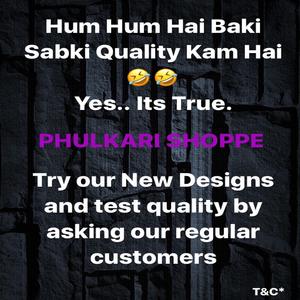 Hum Hum Hai Baki
Sabki Quality Kam Hai
🤣🤣
Yes.. Its True.
PHULKARI SHOPPE
Try our New Designs
and test quality by
asking our regular
customers
T&C*